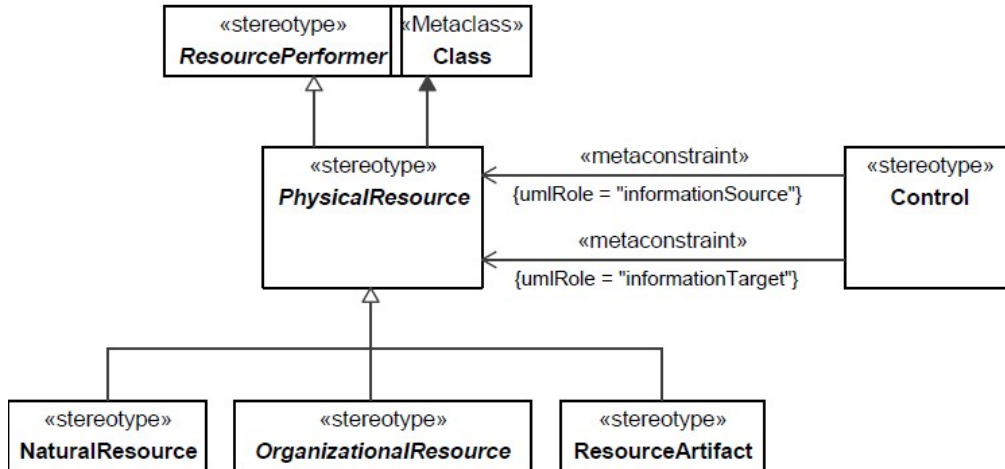 «stereotype»
ResourcePerformer
«Metaclass»
Class
«stereotype»
PhysicalResource
«metaconstraint»
{umlRole = "informationSource"}
«metaconstraint»
{umlRole = "informationTarget"}
«stereotype»
Control
«stereotype»
NaturalResource
«stereotype»
OrganizationalResource
«stereotype»
ResourceArtifact